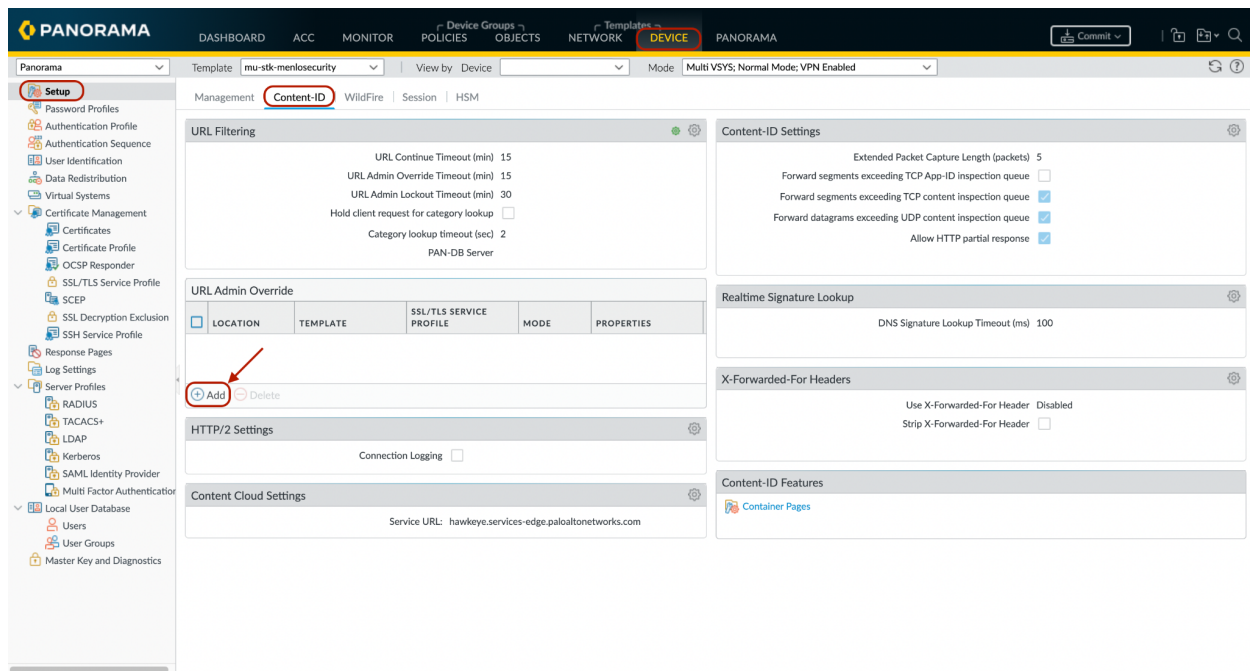 PANORAMA
Device Groups
Templates
DASHBOARD ACC MONITOR POLICIES OBJECTS NETWORK DEVICE PANORAMA
Commit
Panorama
Template mu-stk-menlosecurity View by Device Mode Multi VSYS; Normal Mode; VPN Enabled
Setup
Password Profiles
Authentication Profile
Authentication Sequence
User Identification
Data Redistribution
Virtual Systems
Certificate Management
Certificates
Certificate Profile
OCSP Responder
SSL/TLS Service Profile
SCEP
SSL Decryption Exclusion
SSH Service Profile
Response Pages
Log Settings
Server Profiles
RADIUS
TACACS+
LDAP
Kerberos
SAML Identity Provider
Multi Factor Authentication
Local User Database
Users
User Groups
Master Key and Diagnostics
Management Content-ID WildFire Session HSM
URL Filtering
URL Continue Timeout (min) 15
URL Admin Override Timeout (min) 15
URL Admin Lockout Timeout (min) 30
Hold client request for category lookup
Category lookup timeout (sec) 2
PAN-DB Server
URL Admin Override
LOCATION TEMPLATE SSL/TLS SERVICE PROFILE MODE PROPERTIES
Add Delete
HTTP/2 Settings
Connection Logging
Content Cloud Settings
Service URL: hawkeye.services-edge.paloaltonetworks.com
Content-ID Settings
Extended Packet Capture Length (packets) 5
Forward segments exceeding TCP App-ID inspection queue
Forward segments exceeding TCP content inspection queue
Forward datagrams exceeding UDP content inspection queue
Allow HTTP partial response
Realtime Signature Lookup
DNS Signature Lookup Timeout (ms) 100
X-Forwarded-For Headers
Use X-Forwarded-For Header Disabled
Strip X-Forwarded-For Header
Content-ID Features
Container Pages